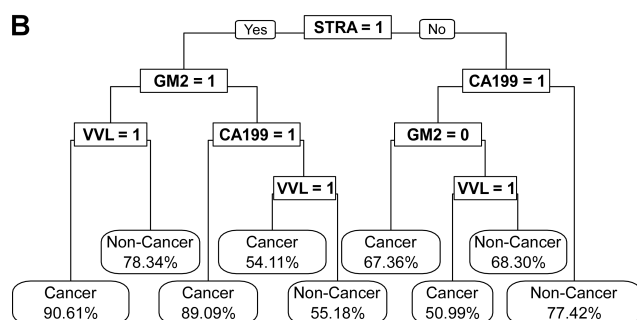 B
Yes
STRA = 1
No
GM2 = 1
CA199 = 1
VVL = 1
CA199 = 1
GM2 = 0
VVL = 1
VVL = 1
Non-Cancer
78.34%
Cancer
54.11%
Cancer
67.36%
Non-Cancer
68.30%
Cancer
90.61%
Cancer
89.09%
Non-Cancer
55.18%
Cancer
50.99%
Non-Cancer
77.42%